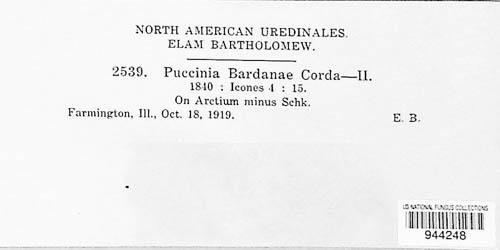 NORTH AMERICAN UREDINALES.
ELAM BARTHOLOMEW.
2539. Puccinia Bardanae Corda—II.
1840 : Icones 4 : 15.
On Arctium minus Schk.
Farmington, Ill., Oct. 18, 1919. E. B.
US NATIONAL FUNGUS COLLECTIONS
944248